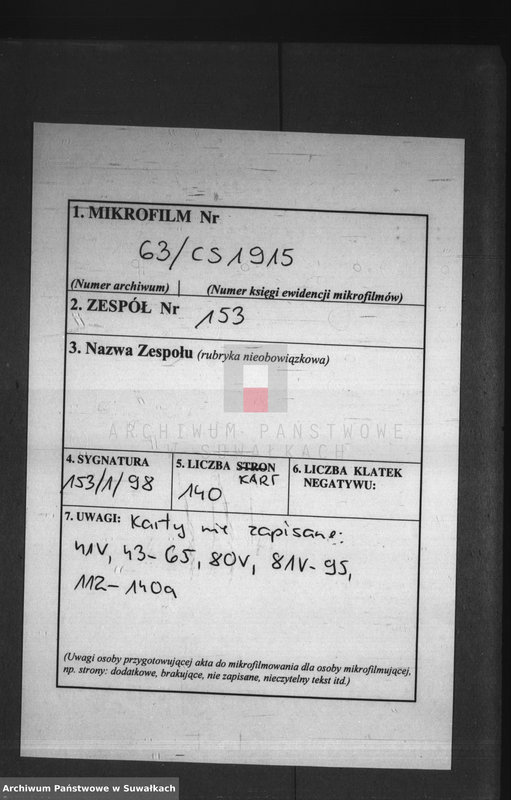 1. MIKROFILM Nr
63/CS1915
(Numer archiwum) | (Numer księgi ewidencji mikrofilmów)
2. ZESPÓŁ Nr 153
3. Nazwa Zespołu (rubryka nieobowiązkowa)
ARCHIWUM PAŃSTWOWE
W SUWAŁKACH
4. SYGNATURA
153/1/98
5. LICZBA STRON
KART
140
6. LICZBA KLATEK
NEGATYWU:
7. UWAGI: Karty nie zapisane:
41V, 43-65, 80V, 81V-95,
112-140a
(Uwagi osoby przygotowującej akta do mikrofilmowania dla osoby mikrofilmującej,
np. strony: dodatkowe, brakujące, nie zapisane, nieczytelny tekst itd.)
Archiwum Państwowe w Suwałkach